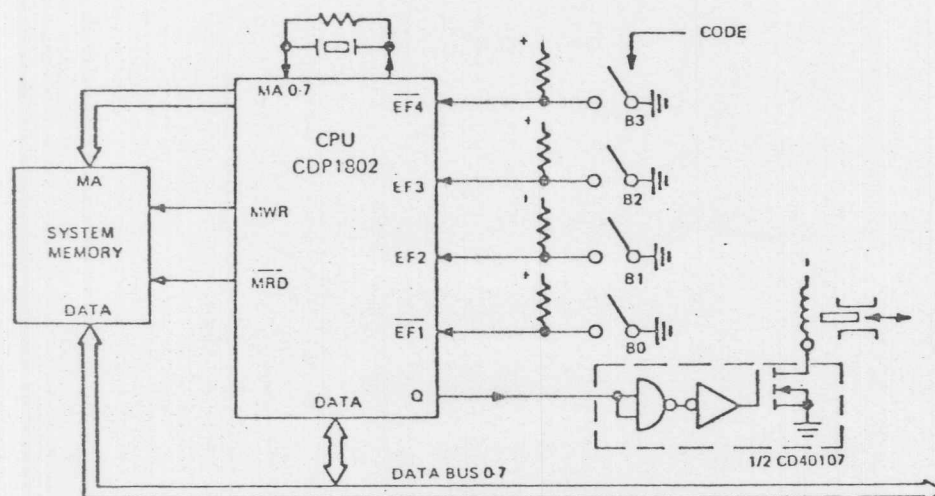 CODE
MA 0-7
EF4
B3
CPU
CDP1802
MA
EF3
B2
SYSTEM
MEMORY
MWR
EF2
B1
MRD
DATA
EF1
B0
Q
DATA
1/2 CD40107
DATA BUS 0-7